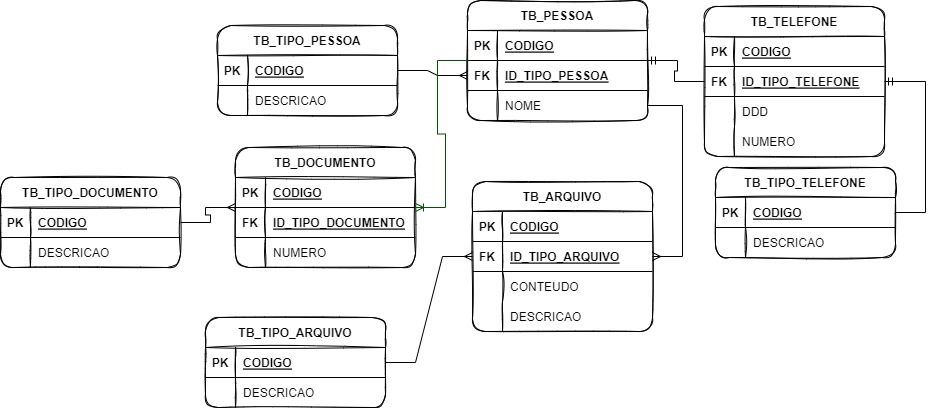 TB_TIPO_PESSOA
PK CODIGO
DESCRICAO
TB_PESSOA
PK CODIGO
FK ID_TIPO_PESSOA
NOME
TB_TELEFONE
PK CODIGO
FK ID_TIPO_TELEFONE
DDD
NUMERO
TB_TIPO_DOCUMENTO
PK CODIGO
DESCRICAO
TB_DOCUMENTO
PK CODIGO
FK ID_TIPO_DOCUMENTO
NUMERO
TB_ARQUIVO
PK CODIGO
FK ID_TIPO_ARQUIVO
CONTEUDO
DESCRICAO
TB_TIPO_TELEFONE
PK CODIGO
DESCRICAO
TB_TIPO_ARQUIVO
PK CODIGO
DESCRICAO